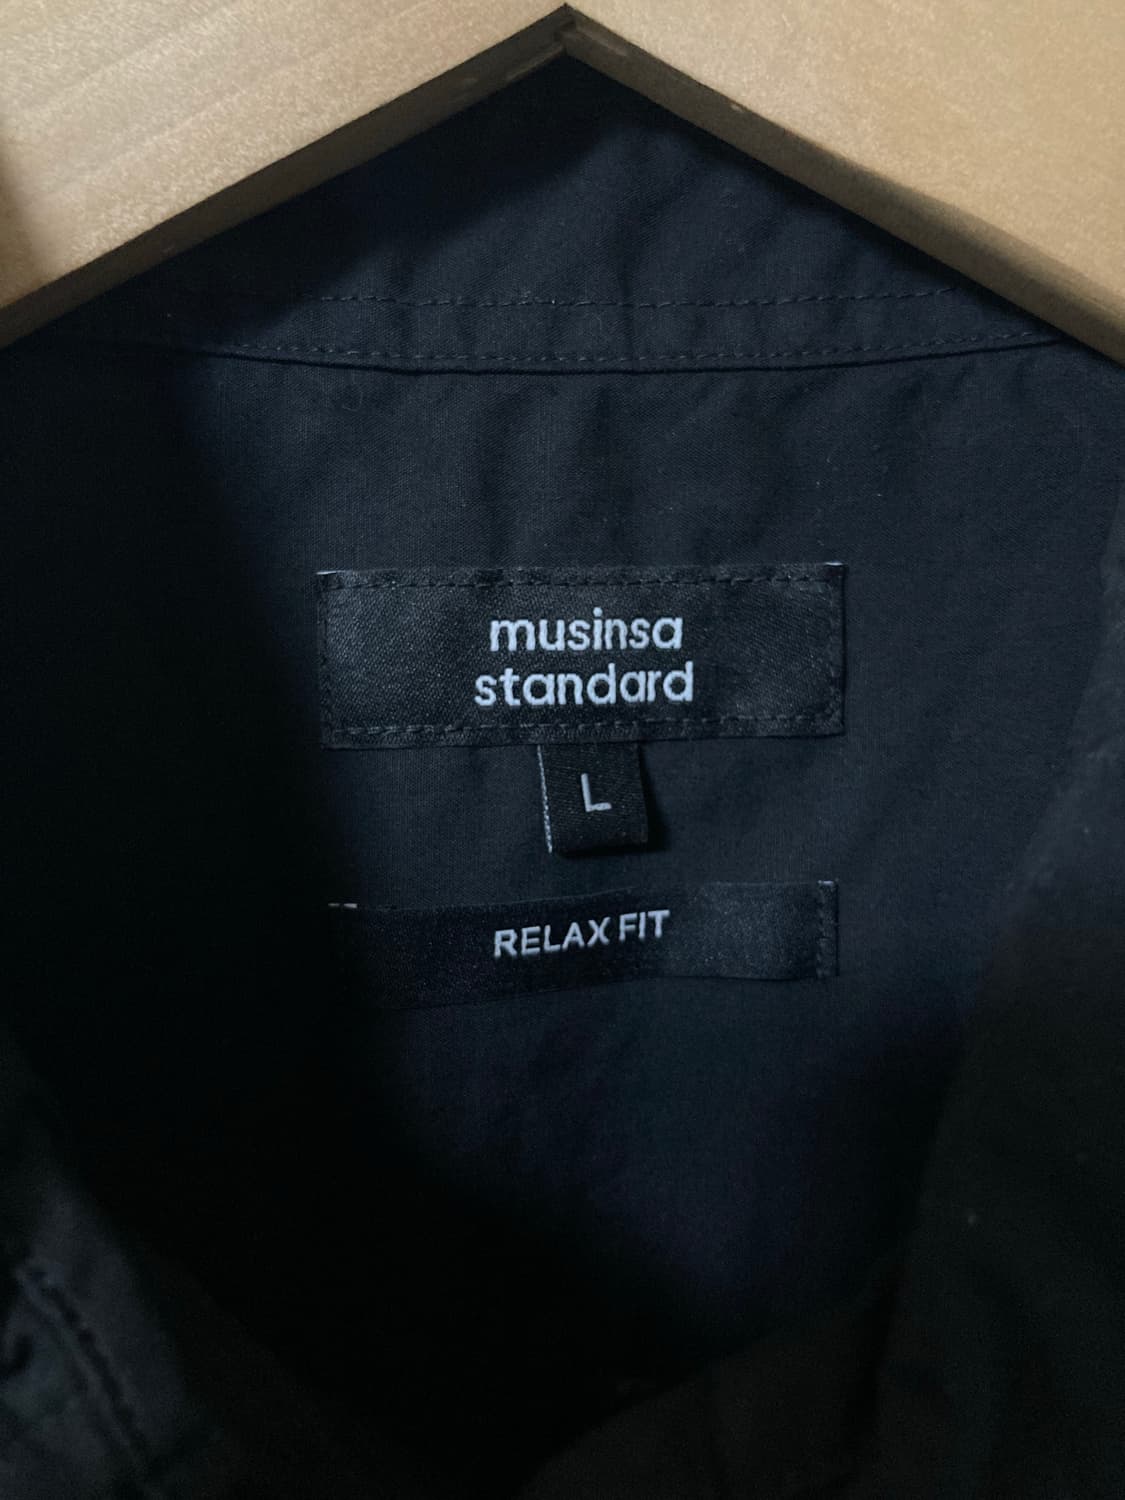 musinsa
standard
L
RELAX FIT